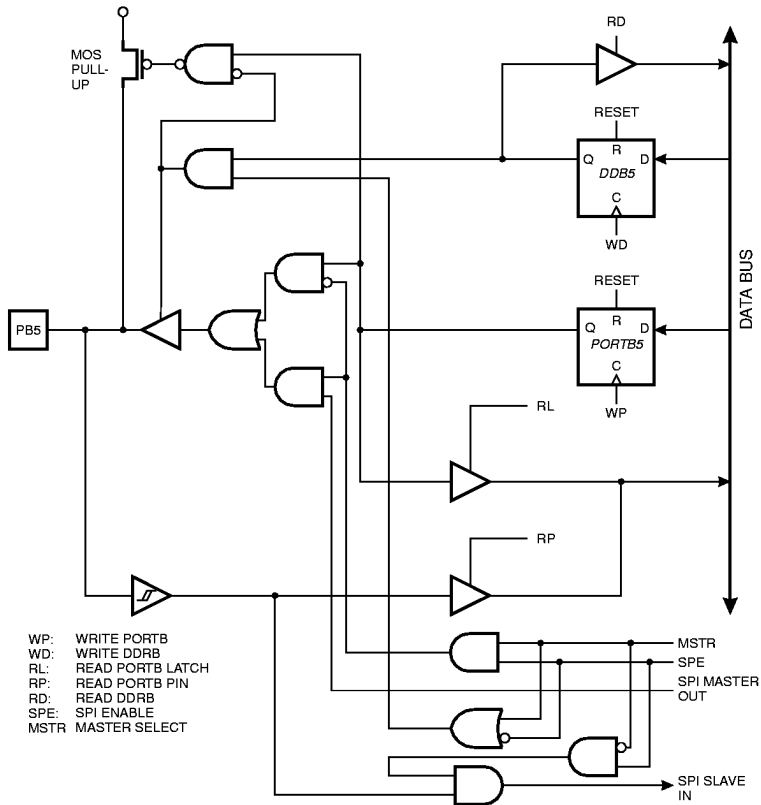 RD
MOS
PULL-
UP
RESET
R
Q
D
DDB5
C
WD
RESET
R
Q
D
PORTB5
C
WP
DATA BUS
PB5
RL
RP
WP: WRITE PORTB
WD: WRITE DDRB
RL: READ PORTB LATCH
RP: READ PORTB PIN
RD: READ DDRB
SPE: SPI ENABLE
MSTR MASTER SELECT
MSTR
SPE
SPI MASTER
OUT
SPI SLAVE
IN